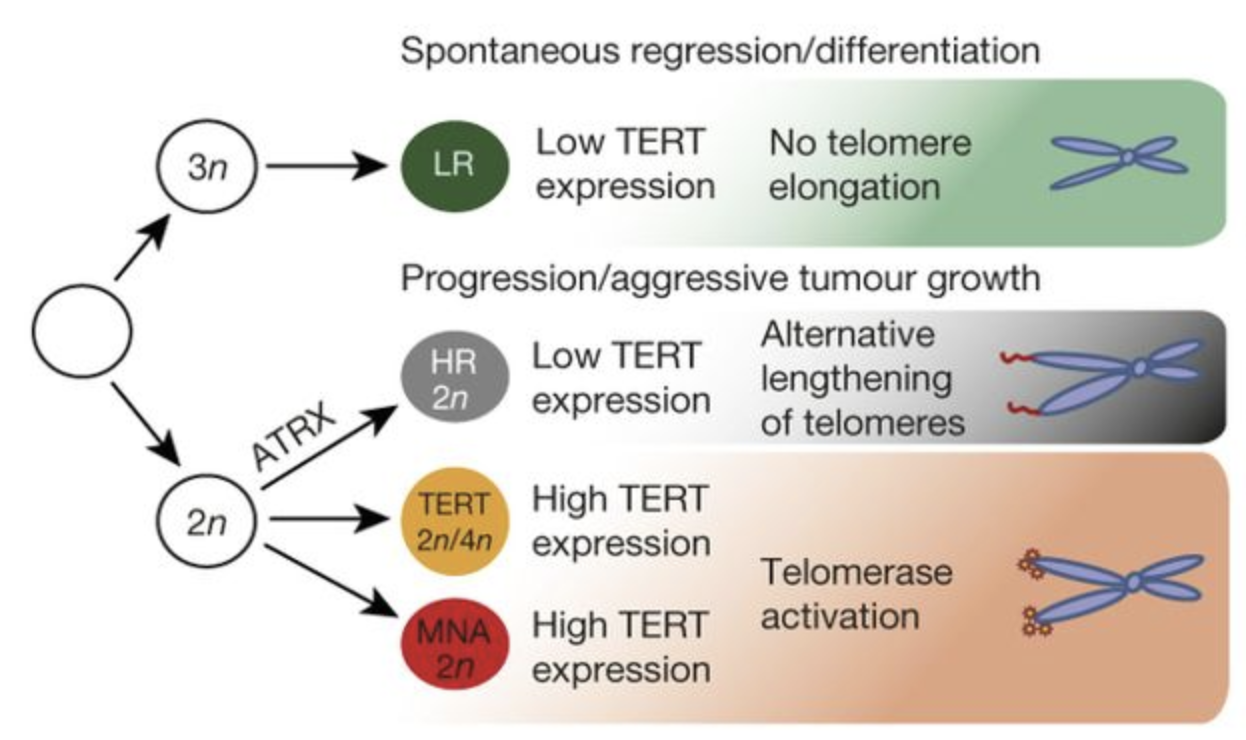 Spontaneous regression/differentiation
3n
LR
Low TERT
expression
No telomere
elongation
Progression/aggressive tumour growth
ATRX
HR
2n
Low TERT
expression
Alternative
lengthening
of telomeres
2n
TERT
2n/4n
High TERT
expression
MNA
2n
High TERT
expression
Telomerase
activation